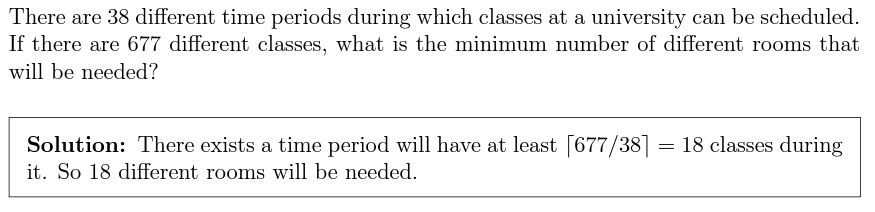 There are 38 different time periods during which classes at a university can be scheduled.
If there are 677 different classes, what is the minimum number of different rooms that
will be needed?
Solution: There exists a time period will have at least ⌈677/38⌉ = 18 classes during
it. So 18 different rooms will be needed.